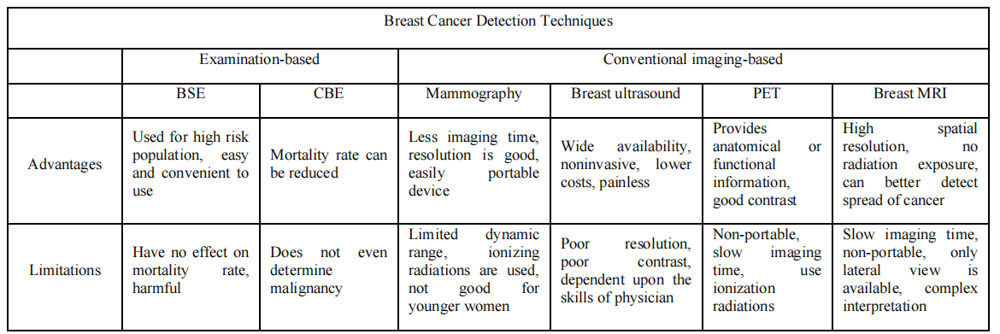 Breast Cancer Detection Techniques
Examination-based
Conventional imaging-based
BSE
CBE
Mammography
Breast ultrasound
PET
Breast MRI
Advantages
Used for high risk
population, easy
and convenient to
use
Mortality rate can
be reduced
Less imaging time,
resolution is good,
easily portable
device
Wide availability,
noninvasive, lower
costs, painless
Provides
anatomical or
functional
information,
good contrast
High spatial
resolution, no
radiation exposure,
can better detect
spread of cancer
Limitations
Have no effect on
mortality rate,
harmful
Does not even
determine
malignancy
Limited dynamic
range, ionizing
radiations are used,
not good for
younger women
Poor resolution,
poor contrast,
dependent upon the
skills of physician
Non-portable,
slow imaging
time, use
ionization
radiations
Slow imaging time,
non-portable, only
lateral view is
available, complex
interpretation